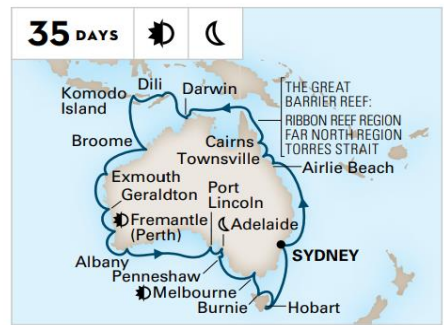 35 DAYS
Dili
Darwin
Komodo
Island
THE GREAT
BARRIER REEF:
RIBBON REEF REGION
FAR NORTH REGION
TORRES STRAIT
Broome
Cairns
Townsville
Airlie Beach
Exmouth
Geraldton
Port
Lincoln
Fremantle
(Perth)
Adelaide
SYDNEY
Albany
Penneshaw
Melbourne
Burnie
Hobart